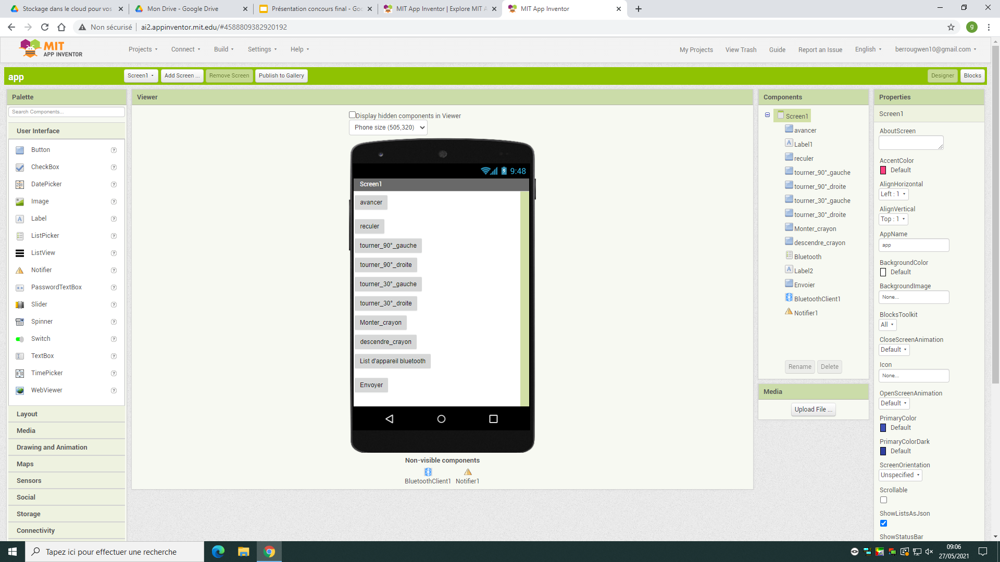 Stockage dans le cloud pour vos
Mon Drive - Google Drive
Présentation concours final - Goo
MIT App Inventor | Explore MIT A
MIT App Inventor
Non sécurisé
ai2.appinventor.mit.edu/#4588809382920192
g
MIT
APP INVENTOR
Projects
Connect
Build
Settings
Help
My Projects
View Trash
Guide
Report an Issue
English
berrougwen10@gmail.com
app
Screen1
Add Screen ...
Remove Screen
Publish to Gallery
Designer
Blocks
Palette
Search Components...
User Interface
Button
CheckBox
DatePicker
Image
Label
ListPicker
ListView
Notifier
PasswordTextBox
Slider
Spinner
Switch
TextBox
TimePicker
WebViewer
Layout
Media
Drawing and Animation
Maps
Sensors
Social
Storage
Connectivity
Viewer
Display hidden components in Viewer
Phone size (505,320)
9:48
Screen1
avancer
reculer
tourner_90°_gauche
tourner_90°_droite
tourner_30°_gauche
tourner_30°_droite
Monter_crayon
descendre_crayon
List d'appareil bluetooth
Envoyer
Non-visible components
BluetoothClient1
Notifier1
Components
Screen1
avancer
Label1
reculer
tourner_90°_gauche
tourner_90°_droite
tourner_30°_gauche
tourner_30°_droite
Monter_crayon
descendre_crayon
Bluetooth
Label2
Envoier
BluetoothClient1
Notifier1
Rename
Delete
Media
Upload File ...
Properties
Screen1
AboutScreen
AccentColor
Default
AlignHorizontal
Left : 1
AlignVertical
Top : 1
AppName
app
BackgroundColor
Default
BackgroundImage
None...
BlocksToolkit
All
CloseScreenAnimation
Default
Icon
None...
OpenScreenAnimation
Default
PrimaryColor
Default
PrimaryColorDark
Default
ScreenOrientation
Unspecified
Scrollable
ShowListsAsJson
ShowStatusBar
Tapez ici pour effectuer une recherche
09:06
27/05/2021